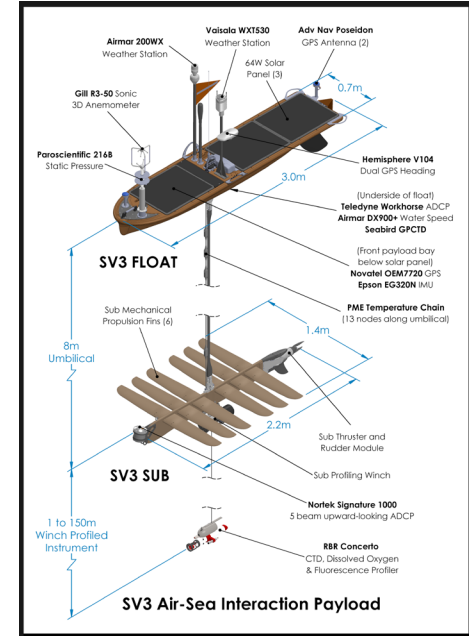 Airmar 200WX
Weather Station
Vaisala WXT530
Weather Station
Adv Nav Poseidon
GPS Antenna (2)
64W Solar
Panel (3)
0.7m
Gill R3-50 Sonic
3D Anemometer
Paroscientific 216B
Static Pressure
Hemisphere V104
Dual GPS Heading
3.0m
(Underside of float)
Teledyne Workhorse ADCP
Airmar DX900+ Water Speed
Seabird GPCTD
(Front payload bay
below solar panel)
Novatel OEM7720 GPS
Epson EG320N IMU
SV3 FLOAT
PME Temperature Chain
(13 nodes along umbilical)
Sub Mechanical
Propulsion Fins (6)
1.4m
8m
Umbilical
2.2m
Sub Thruster and
Rudder Module
SV3 SUB
Sub Profiling Winch
Nortek Signature 1000
5 beam upward-looking ADCP
1 to 150m
Winch Profiled
Instrument
RBR Concerto
CTD, Dissolved Oxygen
& Fluorescence Profiler
SV3 Air-Sea Interaction Payload